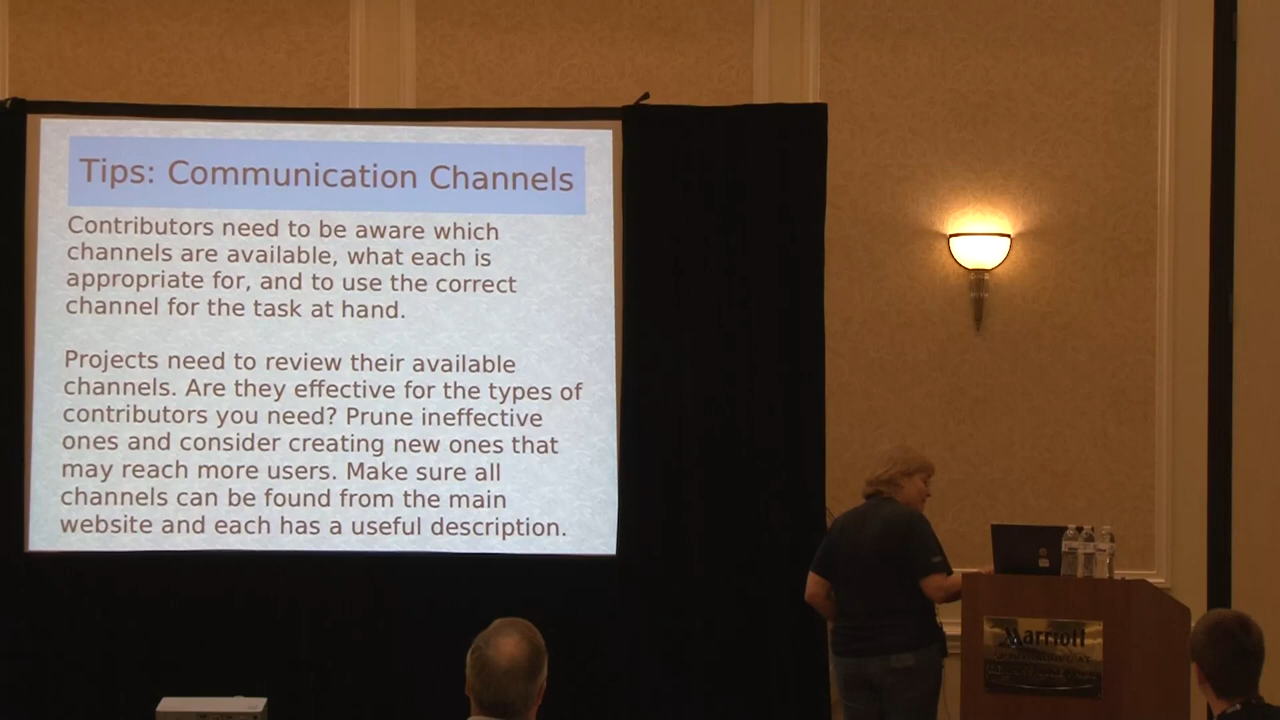 Tips: Communication Channels
Contributors need to be aware which
channels are available, what each is
appropriate for, and to use the correct
channel for the task at hand.
Projects need to review their available
channels. Are they effective for the types of
contributors you need? Prune ineffective
ones and consider creating new ones that
may reach more users. Make sure all
channels can be found from the main
website and each has a useful description.
Marriott